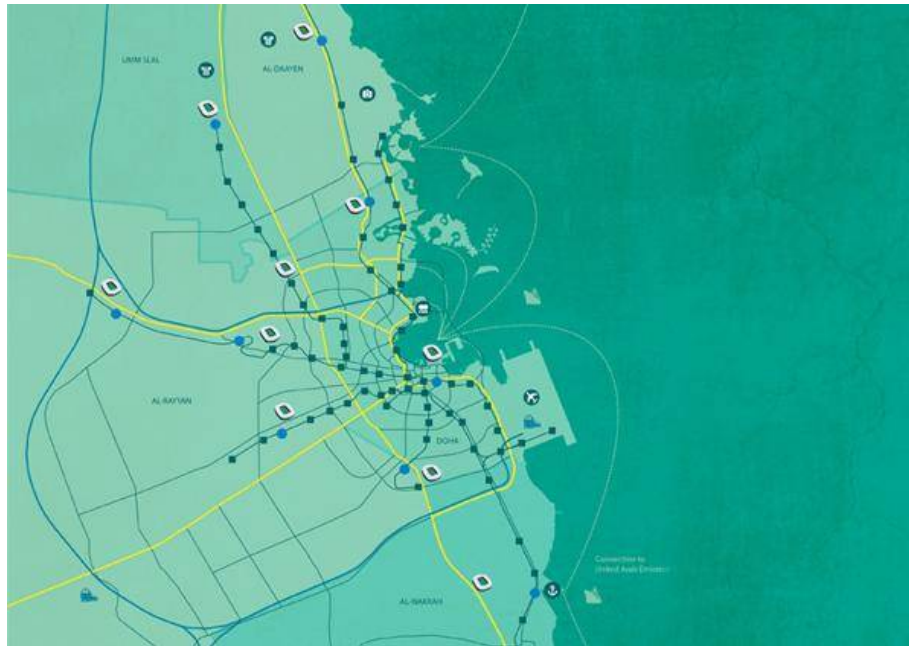 UMM SLAL
AL-DAAYEN
AL-RAYYAN
DOHA
Connection to
United Arab Emirates
AL-WAKRAH